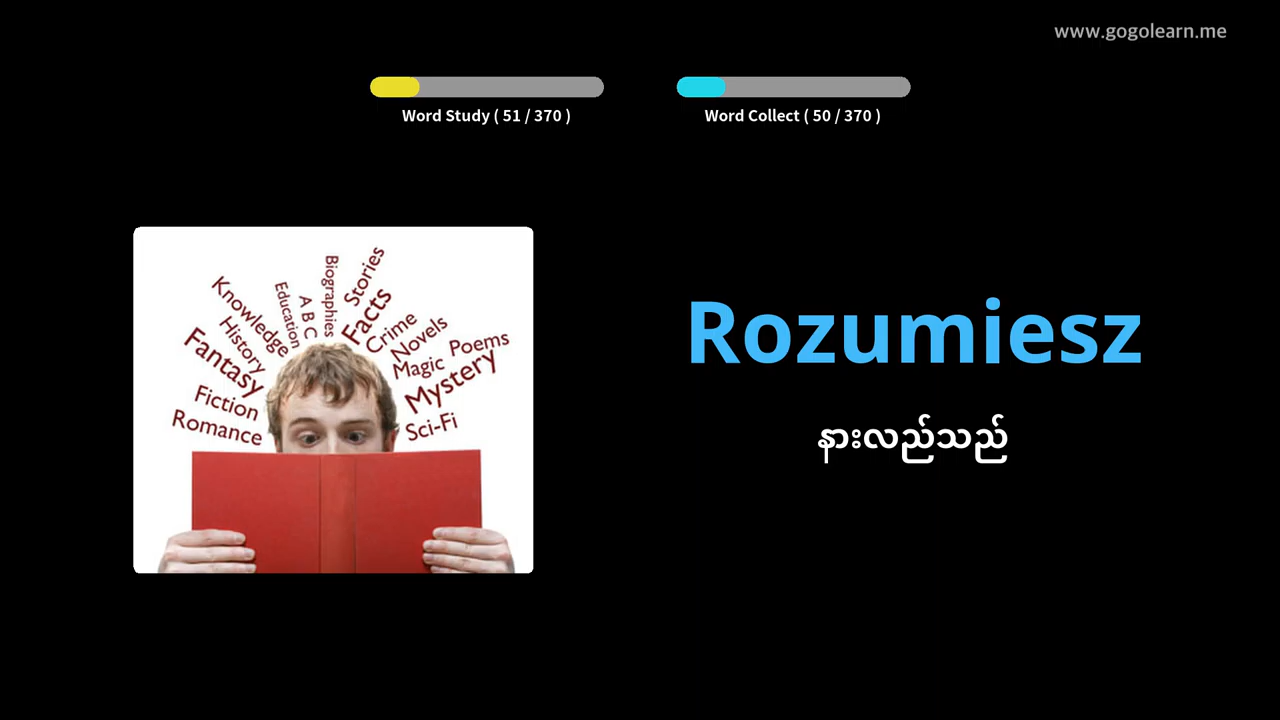 www.gogolearn.me
Word Study ( 51 / 370 )
Word Collect ( 50 / 370 )
Stories
Biographies
Facts
A B C
Education
Knowledge
Crime
Novels
History
Poems
Fantasy
Magic
Mystery
Fiction
Sci-Fi
Romance
Rozumiesz
နားလည်သည်